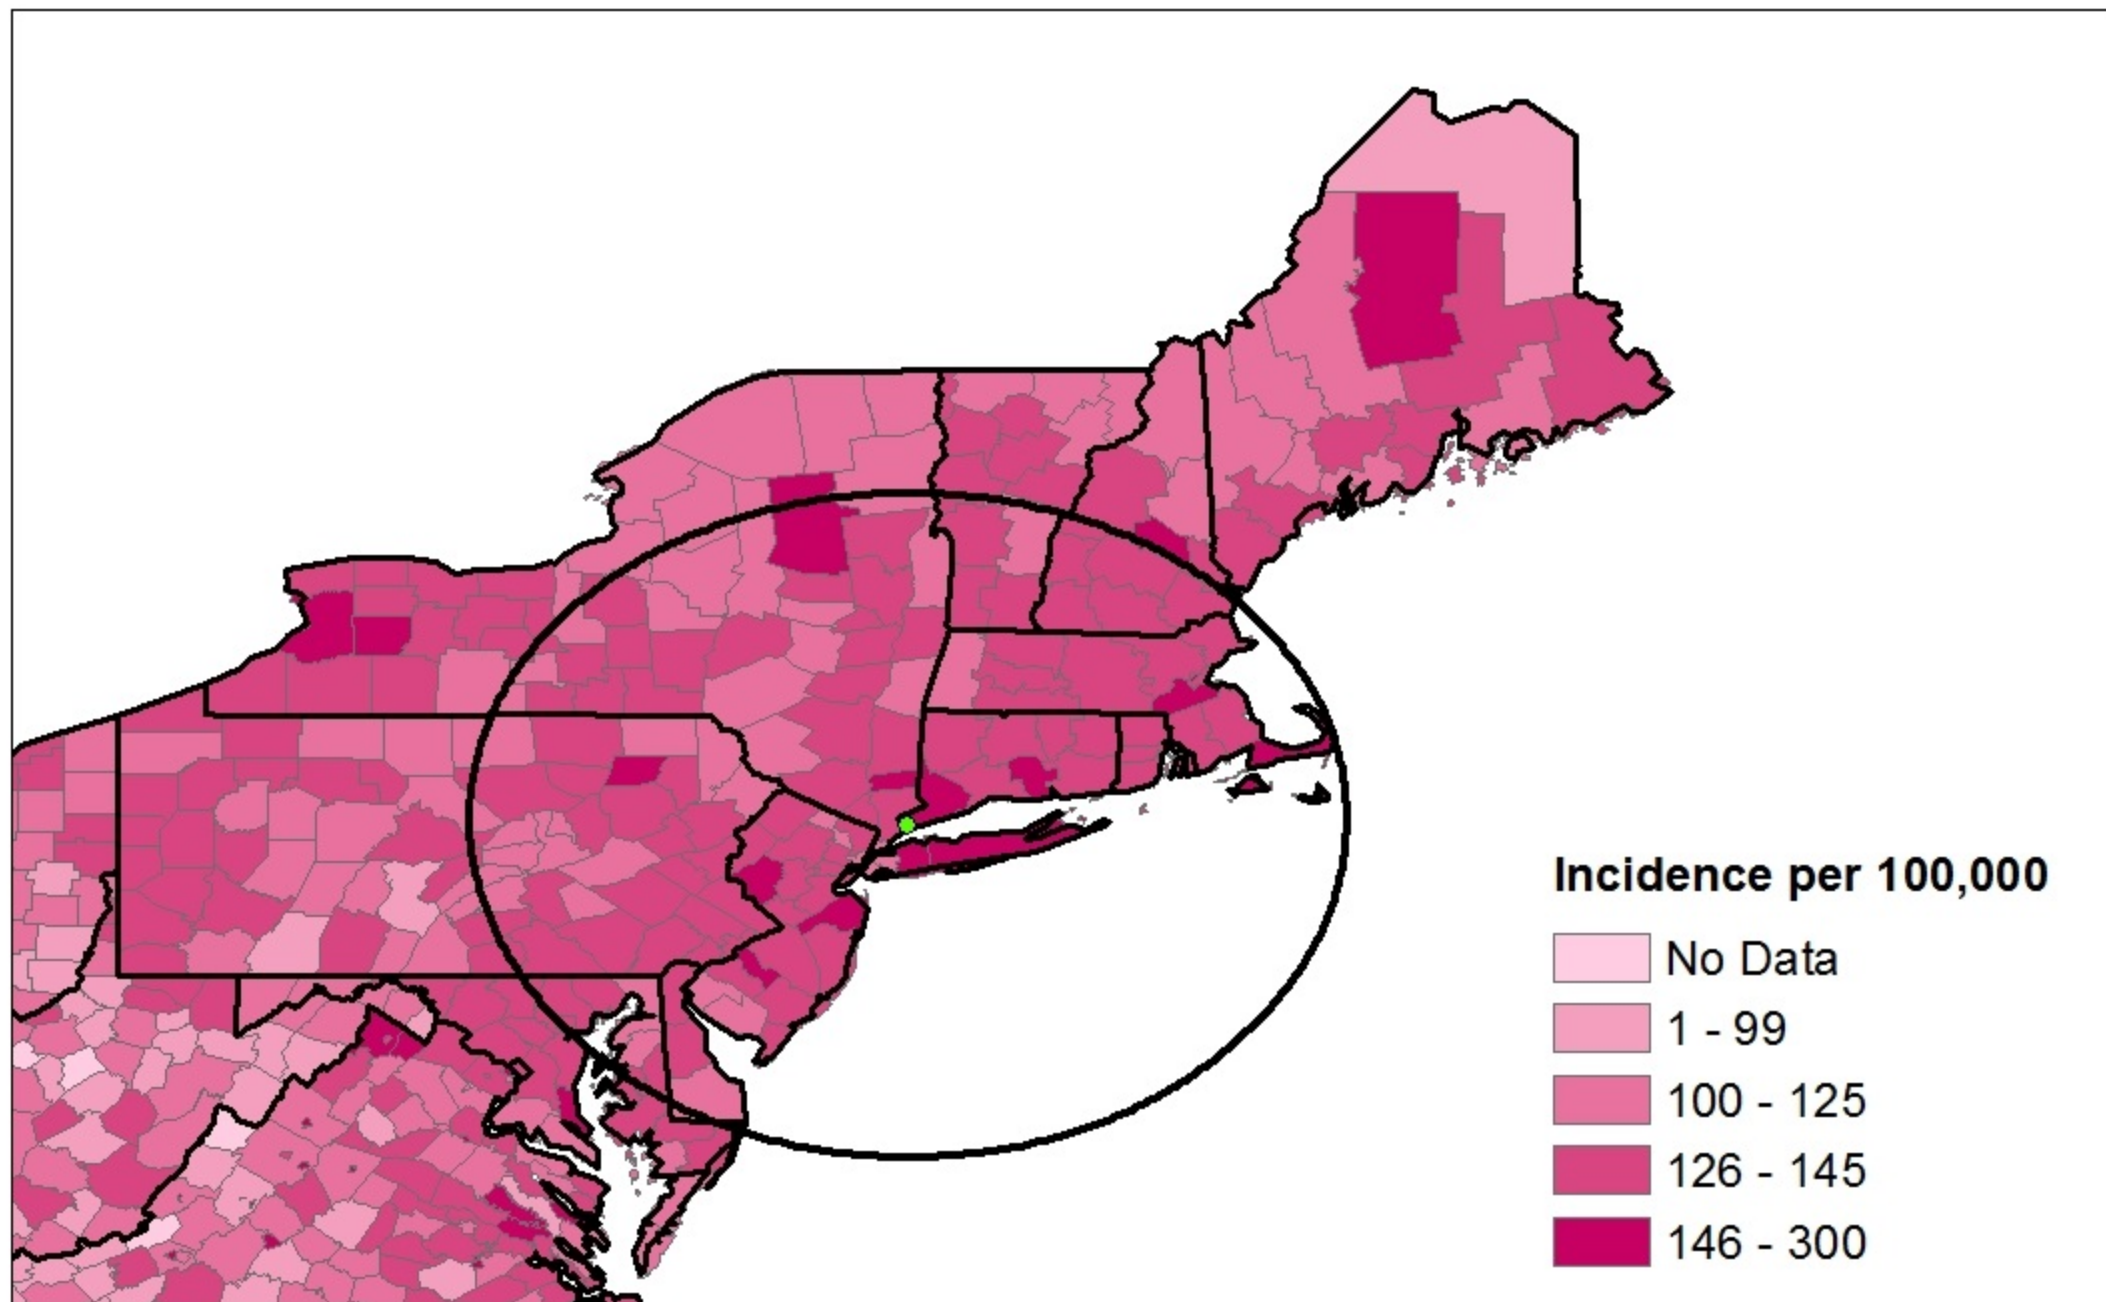 Incidence per 100,000
No Data
1 - 99
100 - 125
126 - 145
146 - 300